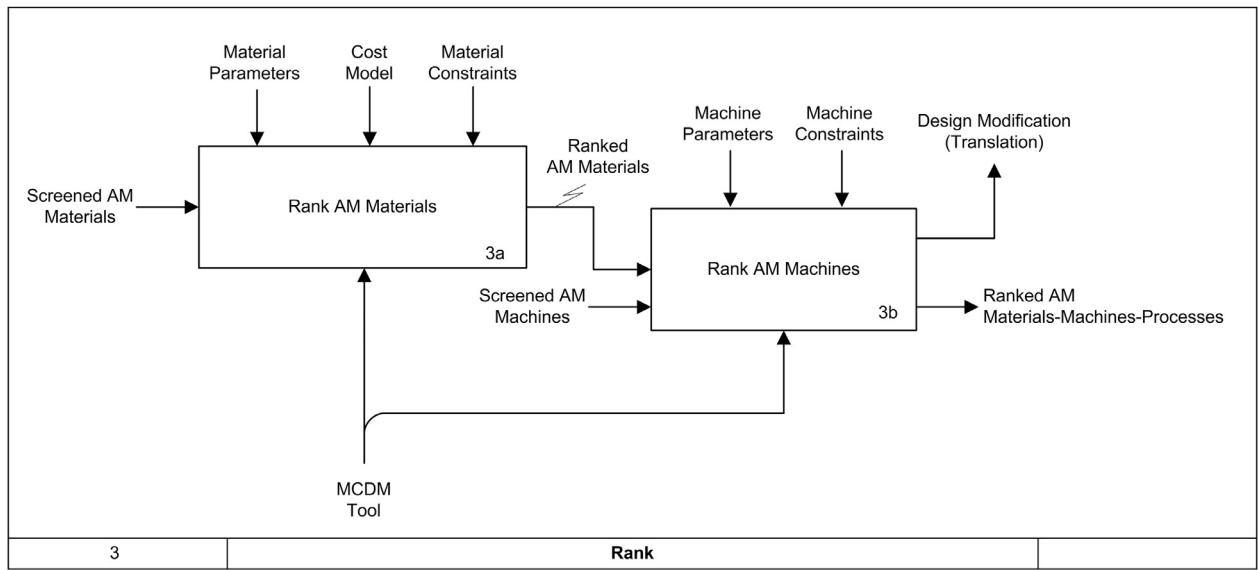 Material
Parameters
Cost
Model
Material
Constraints
Screened AM
Materials
Rank AM Materials
3a
Ranked
AM Materials
Machine
Parameters
Machine
Constraints
Design Modification
(Translation)
Screened AM
Machines
Rank AM Machines
3b
Ranked AM
Materials-Machines-Processes
MCDM
Tool
3
Rank